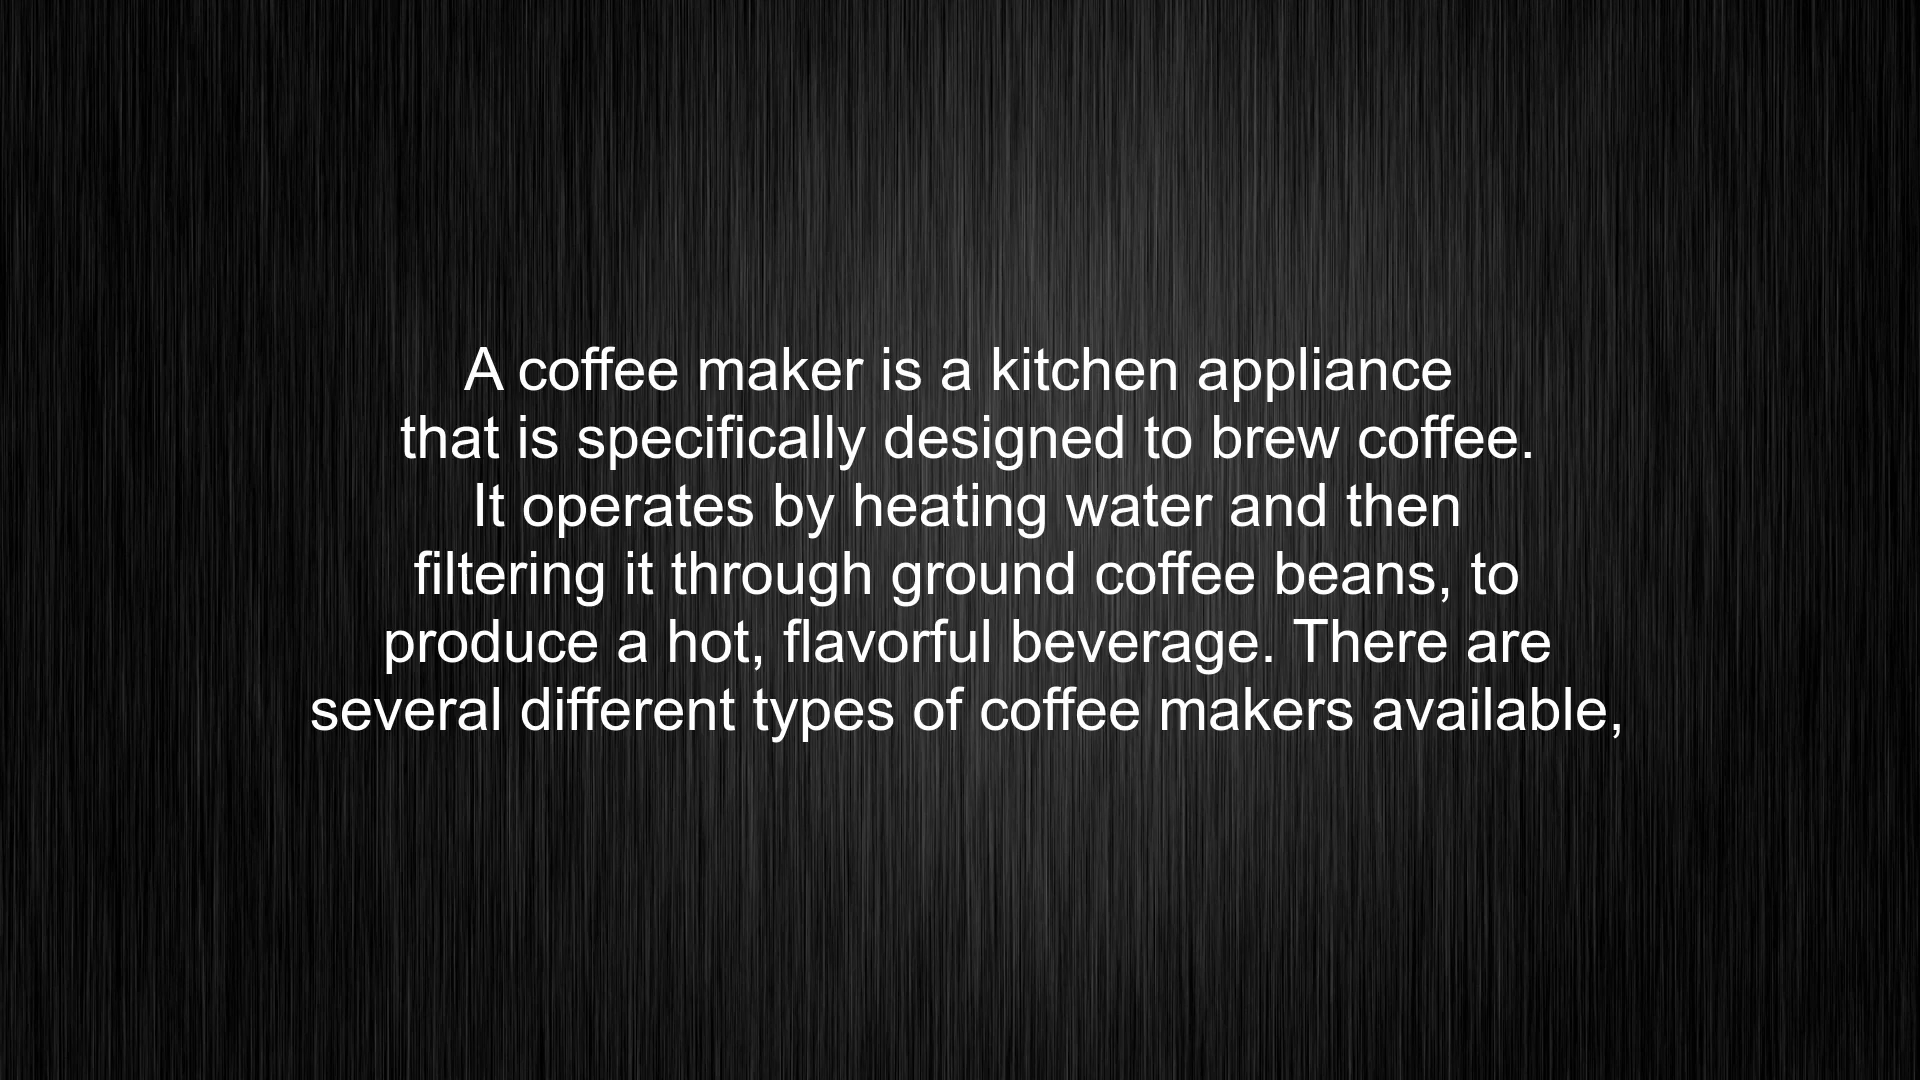 A coffee maker is a kitchen appliance
that is specifically designed to brew coffee.
It operates by heating water and then
filtering it through ground coffee beans, to
produce a hot, flavorful beverage. There are
several different types of coffee makers available,